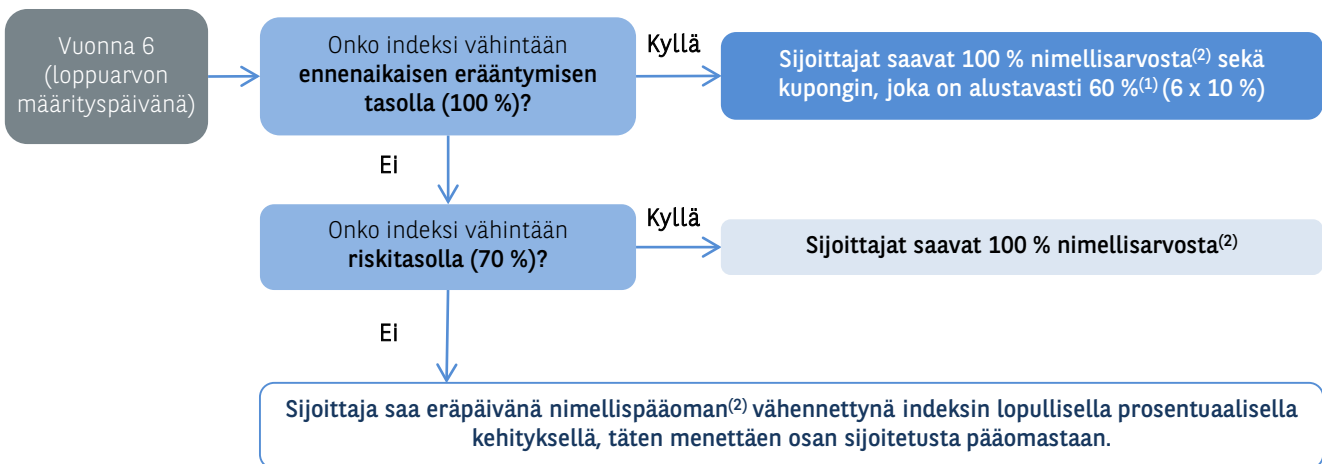 Vuonna 6
(loppuarvon
määrityspäivänä)
Onko indeksi vähintään
ennenaikaisen erääntymisen
tasolla (100 %)?
Kyllä
Sijoittajat saavat 100 % nimellisarvosta(2) sekä
kupongin, joka on alustavasti 60 %(1) (6 x 10 %)
Ei
Onko indeksi vähintään
riskitasolla (70 %)?
Kyllä
Sijoittajat saavat 100 % nimellisarvosta(2)
Ei
Sijoittaja saa eräpäivänä nimellispääoman(2) vähennettynä indeksin lopullisella prosentuaalisella
kehityksellä, täten menettäen osan sijoitetusta pääomastaan.